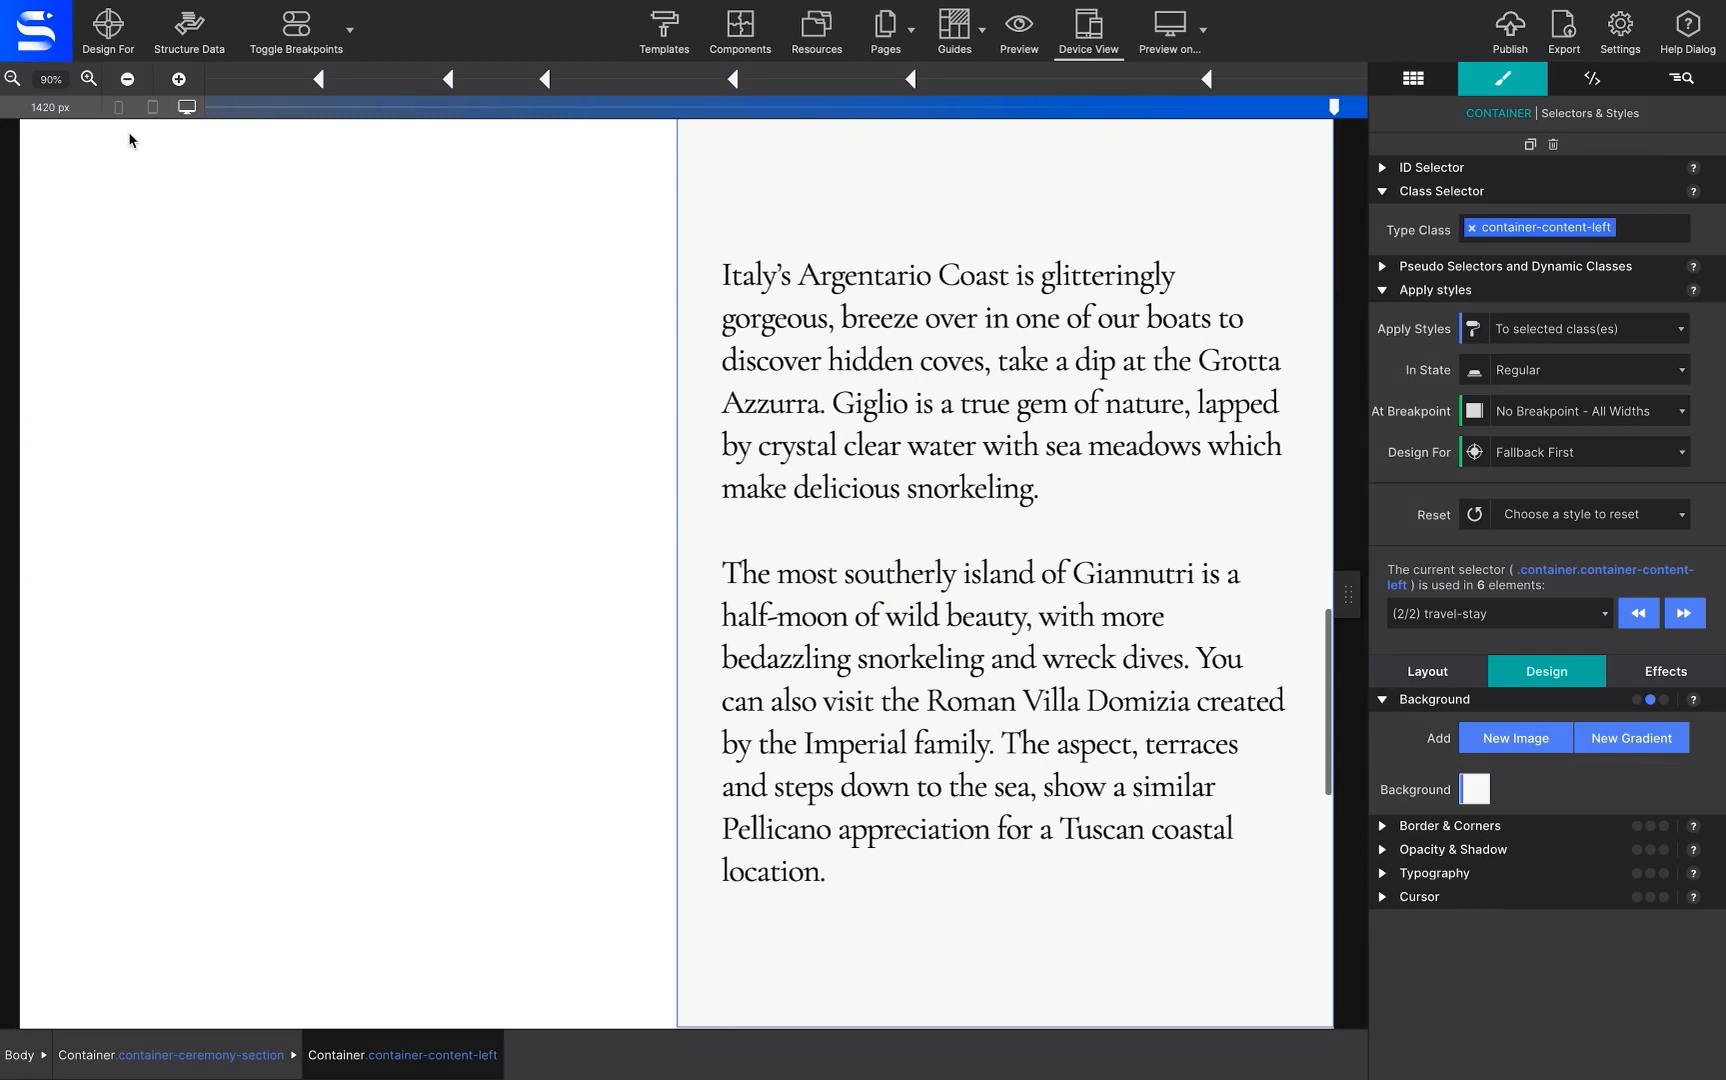 Design For
Structure Data
Toggle Breakpoints
Templates
Components
Resources
Pages
Guides
Preview
Device View
Preview on...
Publish
Export
Settings
Help Dialog
90%
1420 px
CONTAINER | Selectors & Styles
ID Selector ?
Class Selector ?
Type Class × container-content-left
Pseudo Selectors and Dynamic Classes ?
Apply styles ?
Apply Styles To selected class(es)
In State Regular
At Breakpoint No Breakpoint - All Widths
Design For Fallback First
Reset Choose a style to reset
The current selector ( .container.container-content-
left ) is used in 6 elements:
(2/2) travel-stay
Layout Design Effects
Background ?
Add New Image New Gradient
Background
Border & Corners ?
Opacity & Shadow ?
Typography ?
Cursor ?
Italy’s Argentario Coast is glitteringly
gorgeous, breeze over in one of our boats to
discover hidden coves, take a dip at the Grotta
Azzurra. Giglio is a true gem of nature, lapped
by crystal clear water with sea meadows which
make delicious snorkeling.
The most southerly island of Giannutri is a
half-moon of wild beauty, with more
bedazzling snorkeling and wreck dives. You
can also visit the Roman Villa Domizia created
by the Imperial family. The aspect, terraces
and steps down to the sea, show a similar
Pellicano appreciation for a Tuscan coastal
location.
Body Container.container-ceremony-section Container.container-content-left